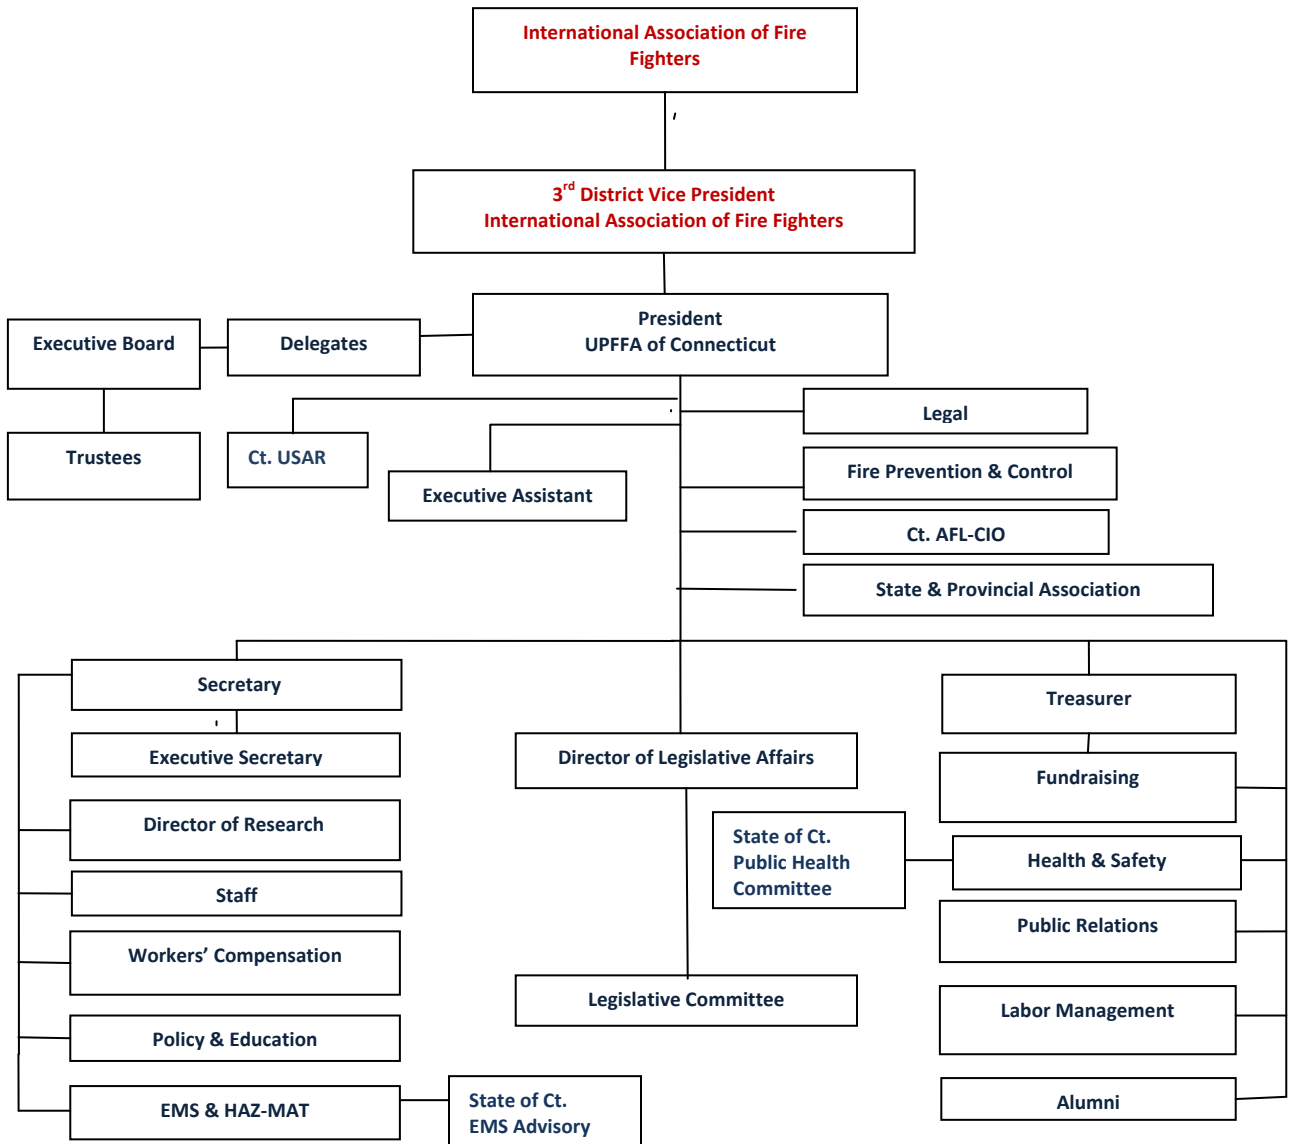 International Association of Fire
Fighters
3rd District Vice President
International Association of Fire Fighters
President
UPFFA of Connecticut
Executive Board
Delegates
Legal
Trustees
Ct. USAR
Executive Assistant
Fire Prevention & Control
Ct. AFL-CIO
State & Provincial Association
Secretary
Treasurer
Executive Secretary
Director of Legislative Affairs
Fundraising
Director of Research
State of Ct.
Public Health
Committee
Health & Safety
Staff
Public Relations
Workers’ Compensation
Legislative Committee
Labor Management
Policy & Education
EMS & HAZ-MAT
State of Ct.
EMS Advisory
Alumni